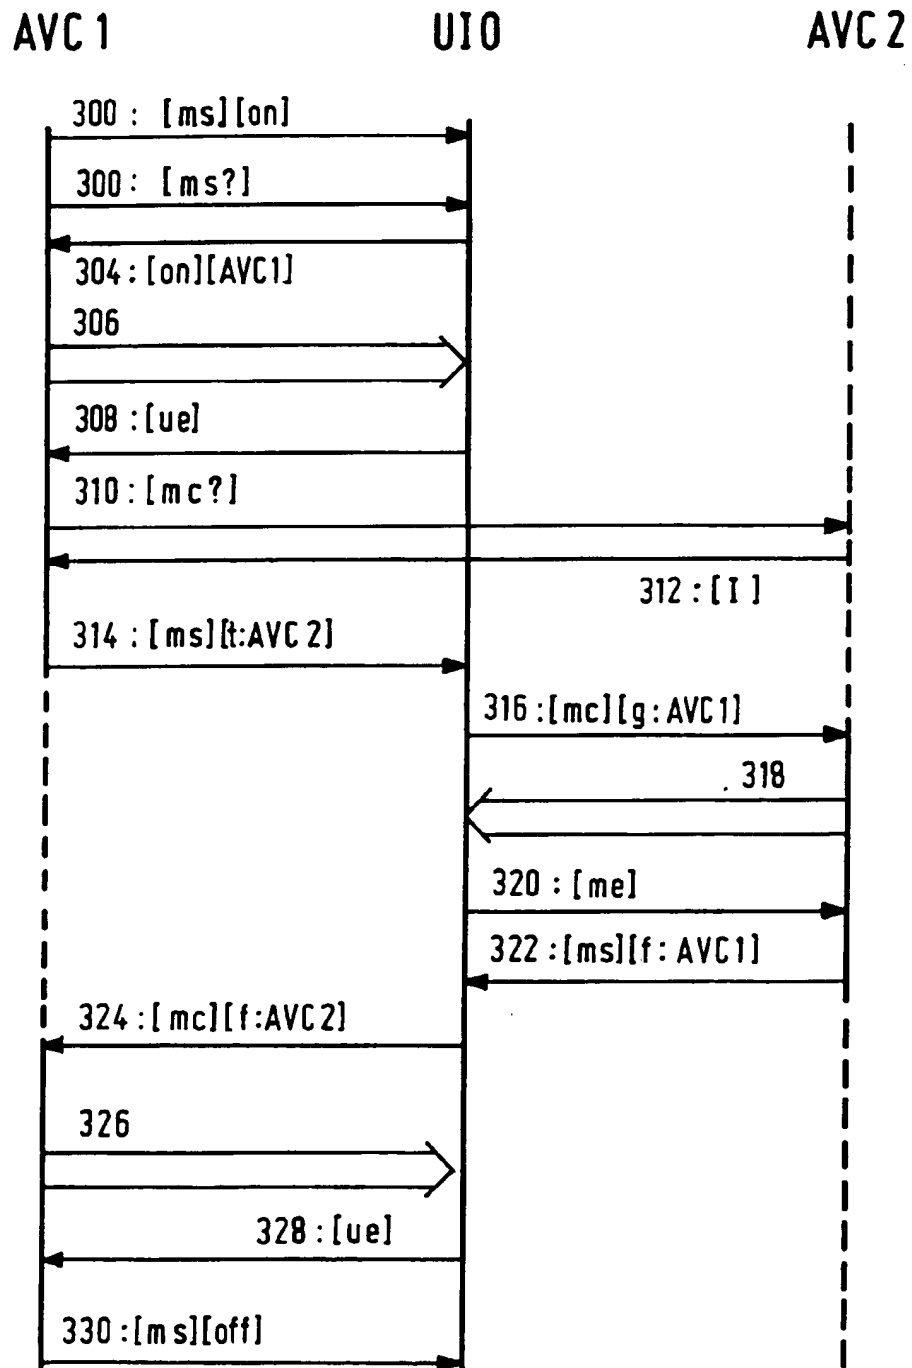 AVC 1 UIO AVC 2
300 : [ms][on]
300 : [ms?]
304 : [on][AVC1]
306
308 : [ue]
310 : [mc?]
312 : [I ]
314 : [ms][t:AVC 2]
316 :[mc][g: AVC1]
318
320 : [me]
322 :[ms][f: AVC1]
324 :[mc][f:AVC2]
326
328 : [ue]
330 :[ms][off]